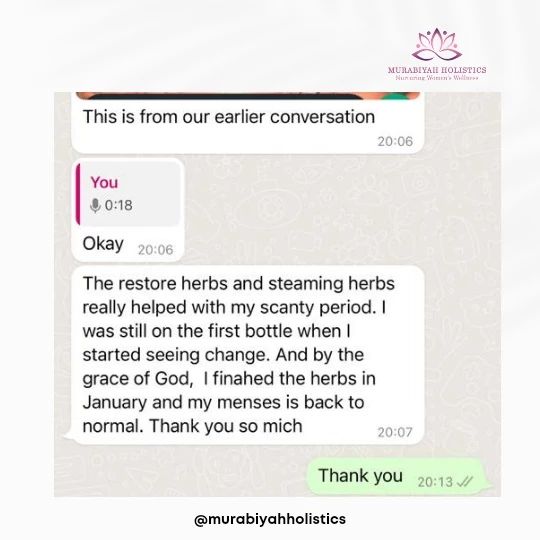 MURABIYAH HOLISTICS
Nurturing Women's Wellness
This is from our earlier conversation
20:06
You
0:18
Okay 20:06
The restore herbs and steaming herbs
really helped with my scanty period. I
was still on the first bottle when I
started seeing change. And by the
grace of God, I finahed the herbs in
January and my menses is back to
normal. Thank you so mich 20:07
Thank you 20:13
@murabiyahholistics